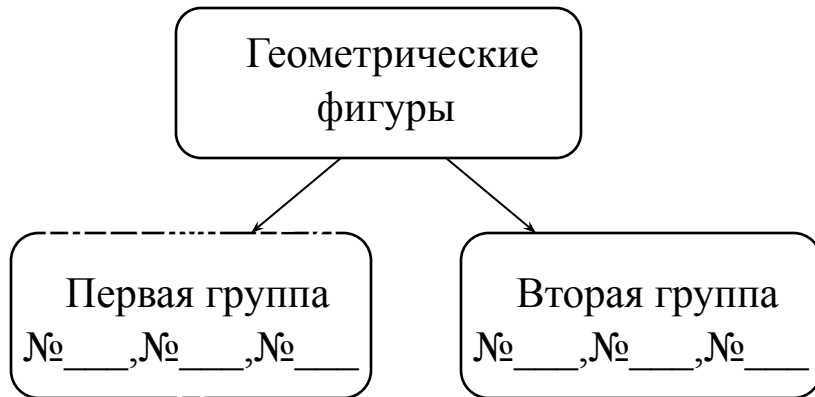 Геометрические
фигуры
Первая группа
№___,№___,№___
Вторая группа
№___,№___,№___